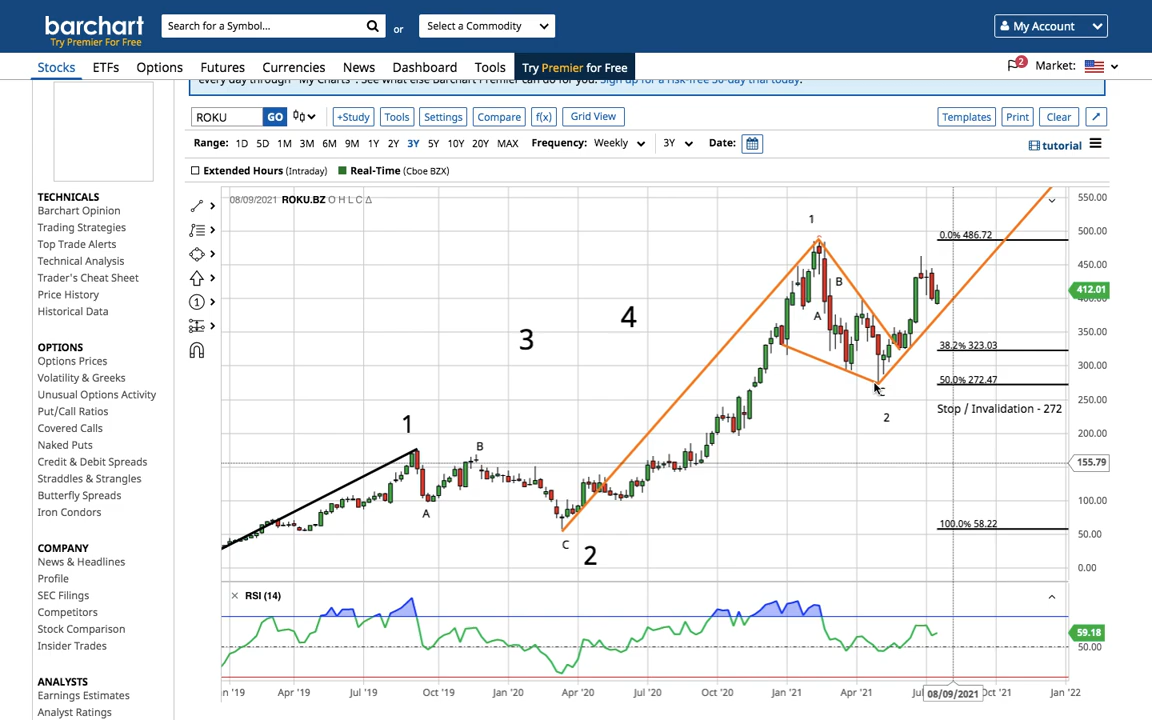 barchart
Try Premier For Free
Search for a Symbol...
or
Select a Commodity
My Account
Stocks ETFs Options Futures Currencies News Dashboard Tools Try Premier for Free
2 Market:
ROKU GO +Study Tools Settings Compare f(x) Grid View Templates Print Clear
Range: 1D 5D 1M 3M 6M 9M 1Y 2Y 3Y 5Y 10Y 20Y MAX Frequency: Weekly 3Y Date: tutorial
Extended Hours (Intraday) Real-Time (Cboe BZX)
08/09/2021 ROKU.BZ O H L C Δ
TECHNICALS
Barchart Opinion
Trading Strategies
Top Trade Alerts
Technical Analysis
Trader's Cheat Sheet
Price History
Historical Data
OPTIONS
Options Prices
Volatility & Greeks
Unusual Options Activity
Put/Call Ratios
Covered Calls
Naked Puts
Credit & Debit Spreads
Straddles & Strangles
Butterfly Spreads
Iron Condors
COMPANY
News & Headlines
Profile
SEC Filings
Competitors
Stock Comparison
Insider Trades
ANALYSTS
Earnings Estimates
Analyst Ratings
1
1
A
B
C
2
3
4
1
A
B
C
2
0.0% 486.72
38.2% 323.03
50.0% 272.47
Stop / Invalidation - 272
100.0% 58.22
550.00
500.00
450.00
412.01
400.00
350.00
300.00
250.00
200.00
155.79
100.00
50.00
0.00
RSI (14)
59.18
50.00
'19 Apr '19 Jul '19 Oct '19 Jan '20 Apr '20 Jul '20 Oct '20 Jan '21 Apr '21 08/09/2021 Oct '21 Jan '22